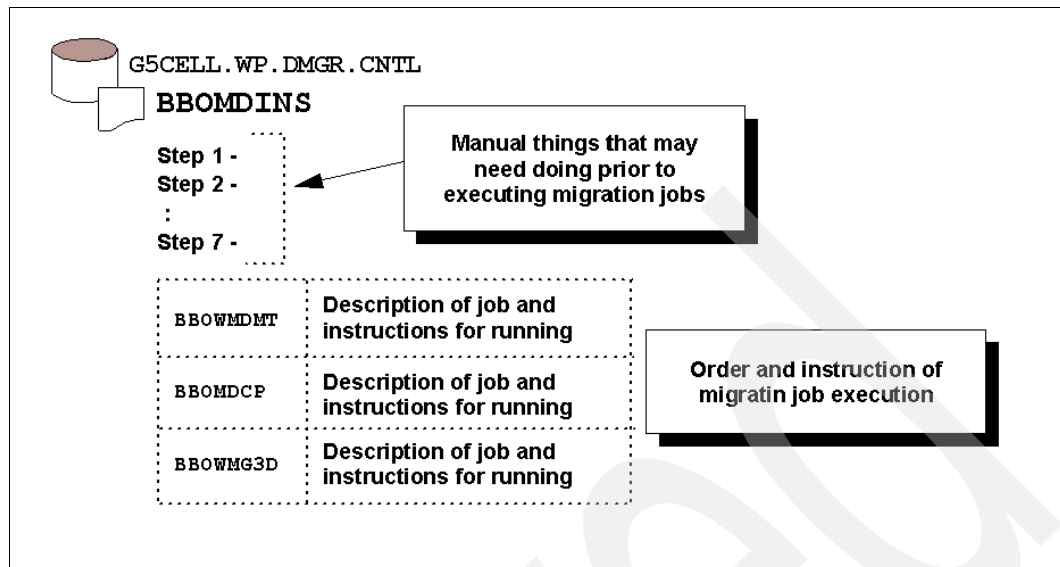 G5CELL.WP.DMGR.CNTL
BBOMDINS
Step 1 -
Step 2 -
:
Step 7 -
Manual things that may
need doing prior to
executing migration jobs
BBOWMDMT
Description of job and
instructions for running
BBOMDCP
Description of job and
instructions for running
BBOWMG3D
Description of job and
instructions for running
Order and instruction of
migratin job execution